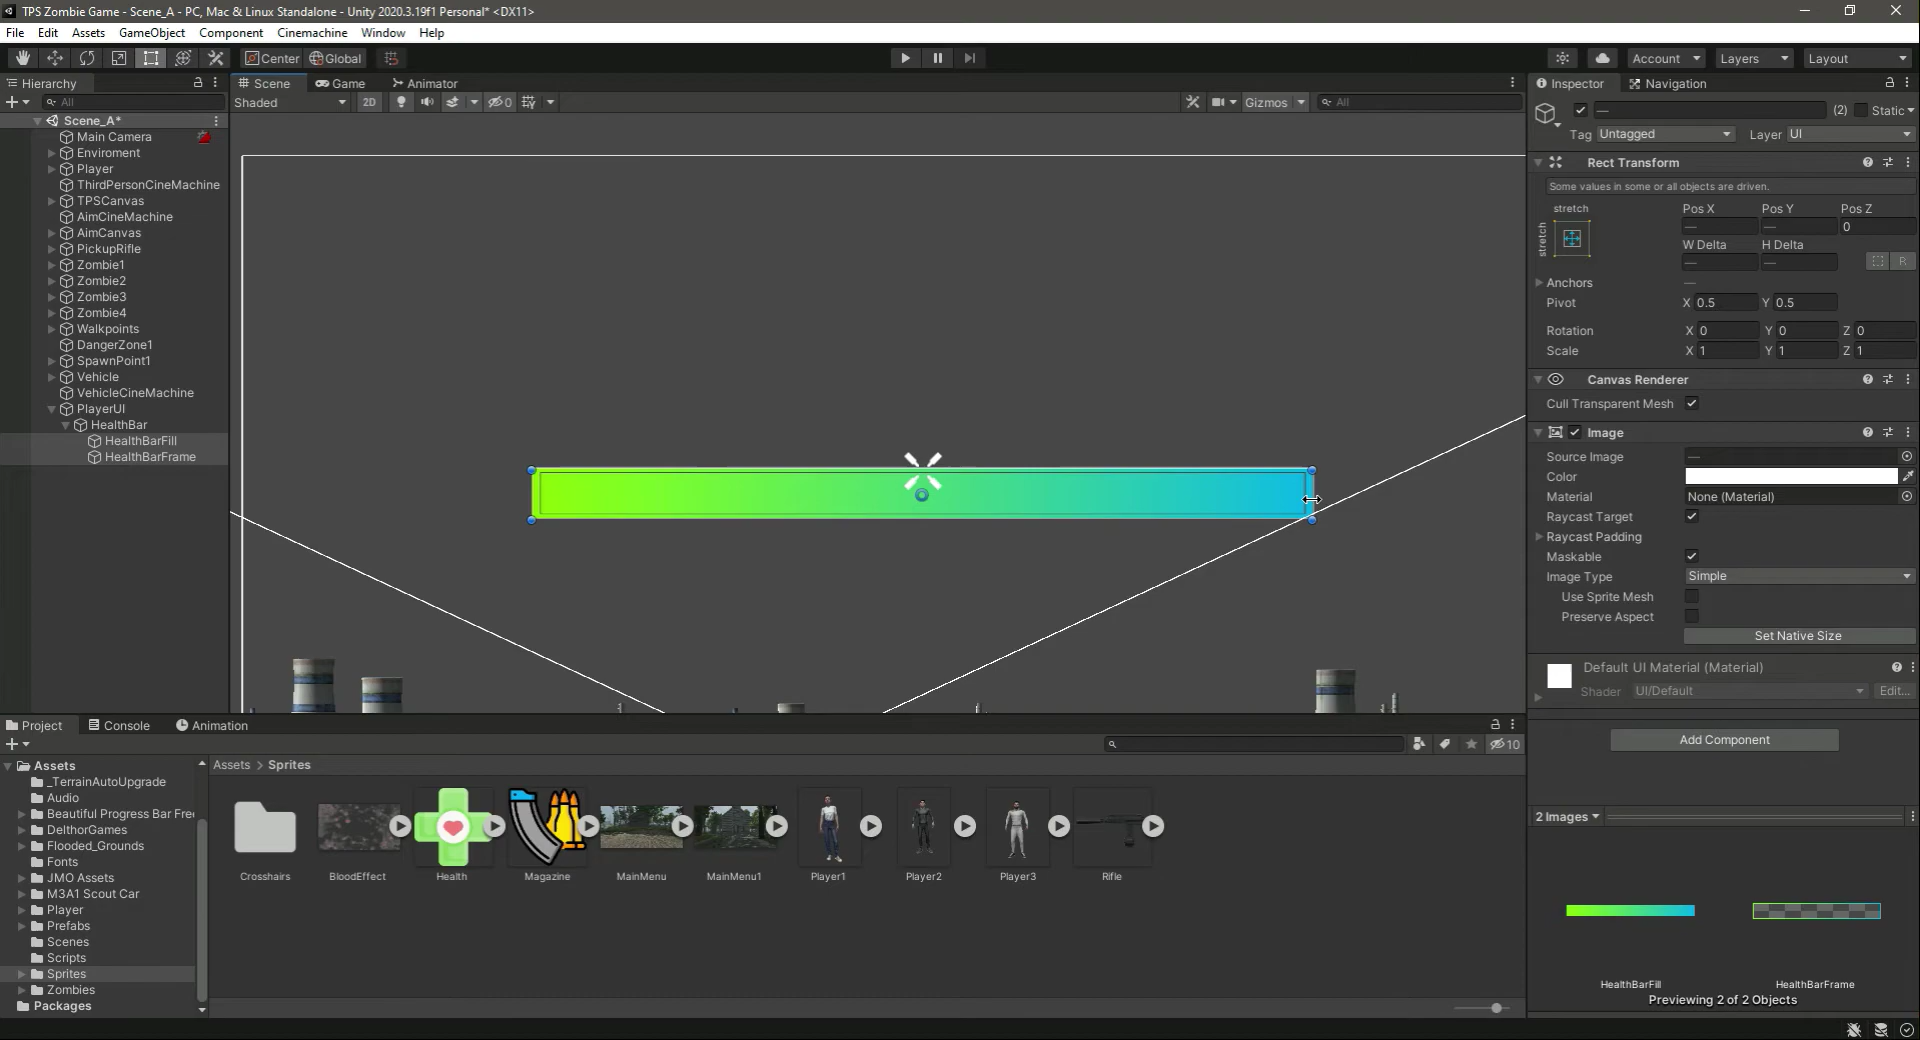 TPS Zombie Game - Scene_A - PC, Mac & Linux Standalone - Unity 2020.3.19f1 Personal* <DX11>
File Edit Assets GameObject Component Cinemachine Window Help
Center Global Account Layers Layout
Hierarchy
All
Scene_A*
Main Camera
Enviroment
Player
ThirdPersonCineMachine
TPSCanvas
AimCineMachine
AimCanvas
PickupRifle
Zombie1
Zombie2
Zombie3
Zombie4
Walkpoints
DangerZone1
SpawnPoint1
Vehicle
VehicleCineMachine
PlayerUI
HealthBar
HealthBarFill
HealthBarFrame
Scene Game Animator
Shaded 2D 0 Gizmos All
Inspector Navigation
— (2) Static
Tag Untagged Layer UI
Rect Transform
Some values in some or all objects are driven.
stretch Pos X Pos Y Pos Z
stretch — — 0
W Delta H Delta
— — R
Anchors —
Pivot X 0.5 Y 0.5
Rotation X 0 Y 0 Z 0
Scale X 1 Y 1 Z 1
Canvas Renderer
Cull Transparent Mesh
Image
Source Image —
Color
Material None (Material)
Raycast Target
Raycast Padding
Maskable
Image Type Simple
Use Sprite Mesh
Preserve Aspect
Set Native Size
Default UI Material (Material)
Shader UI/Default Edit...
Add Component
2 Images
HealthBarFill HealthBarFrame
Previewing 2 of 2 Objects
Project Console Animation
10
Assets
_TerrainAutoUpgrade
Audio
Beautiful Progress Bar Free
DelthorGames
Flooded_Grounds
Fonts
JMO Assets
M3A1 Scout Car
Player
Prefabs
Scenes
Scripts
Sprites
Zombies
Packages
Assets > Sprites
Crosshairs BloodEffect Health Magazine MainMenu MainMenu1 Player1 Player2 Player3 Rifle